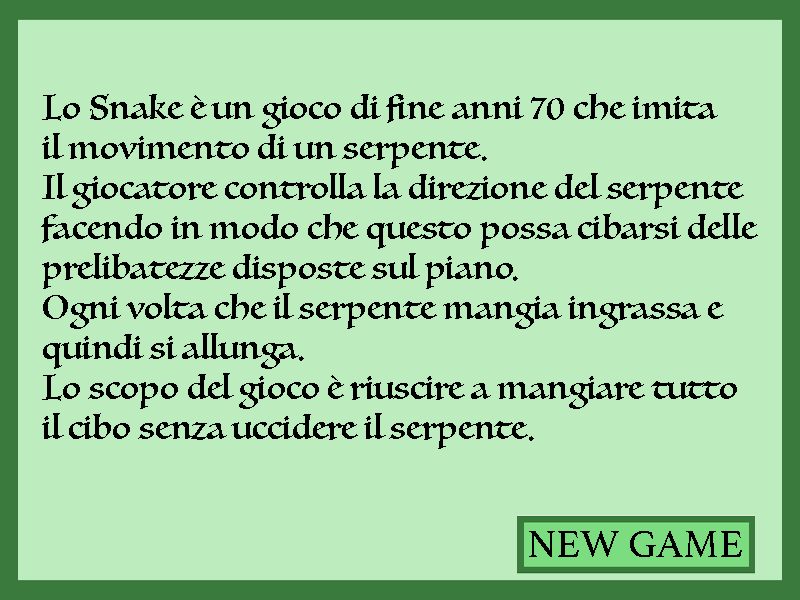 Lo Snake è un gioco di fine anni 70 che imita
il movimento di un serpente.
Il giocatore controlla la direzione del serpente
facendo in modo che questo possa cibarsi delle
prelibatezze disposte sul piano.
Ogni volta che il serpente mangia ingrassa e
quindi si allunga.
Lo scopo del gioco è riuscire a mangiare tutto
il cibo senza uccidere il serpente.
NEW GAME